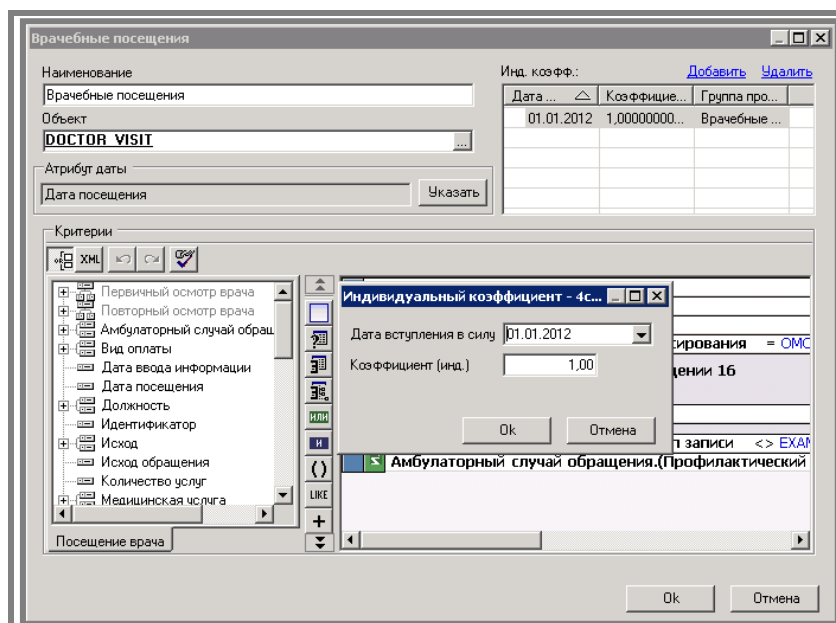 Врачебные посещения
Наименование
Врачебные посещения
Объект
DOCTOR VISIT
...
Атрибут даты
Дата посещения
Указать
Инд. коэфф.:
Добавить Удалить
Дата ... Коэффицие... Группа про...
01.01.2012 1,00000000... Врачебные ...
Критерии
XML
Первичный осмотр врача
Повторный осмотр врача
Амбулаторный случай обращ
Вид оплаты
Дата ввода информации
Дата посещения
Должность
Идентификатор
Исход
Исход обращения
Количество услуг
Медицинская услуга
Посещение врача
ИЛИ
И
()
LIKE
+
Индивидуальный коэффициент - 4с...
Дата вступления в силу 01.01.2012
Коэффициент (инд.) 1,00
Ok Отмена
сирования = ОМС
цении 16
п записи <> EXAM
Амбулаторный случай обращения.(Профилактический
Ok Отмена